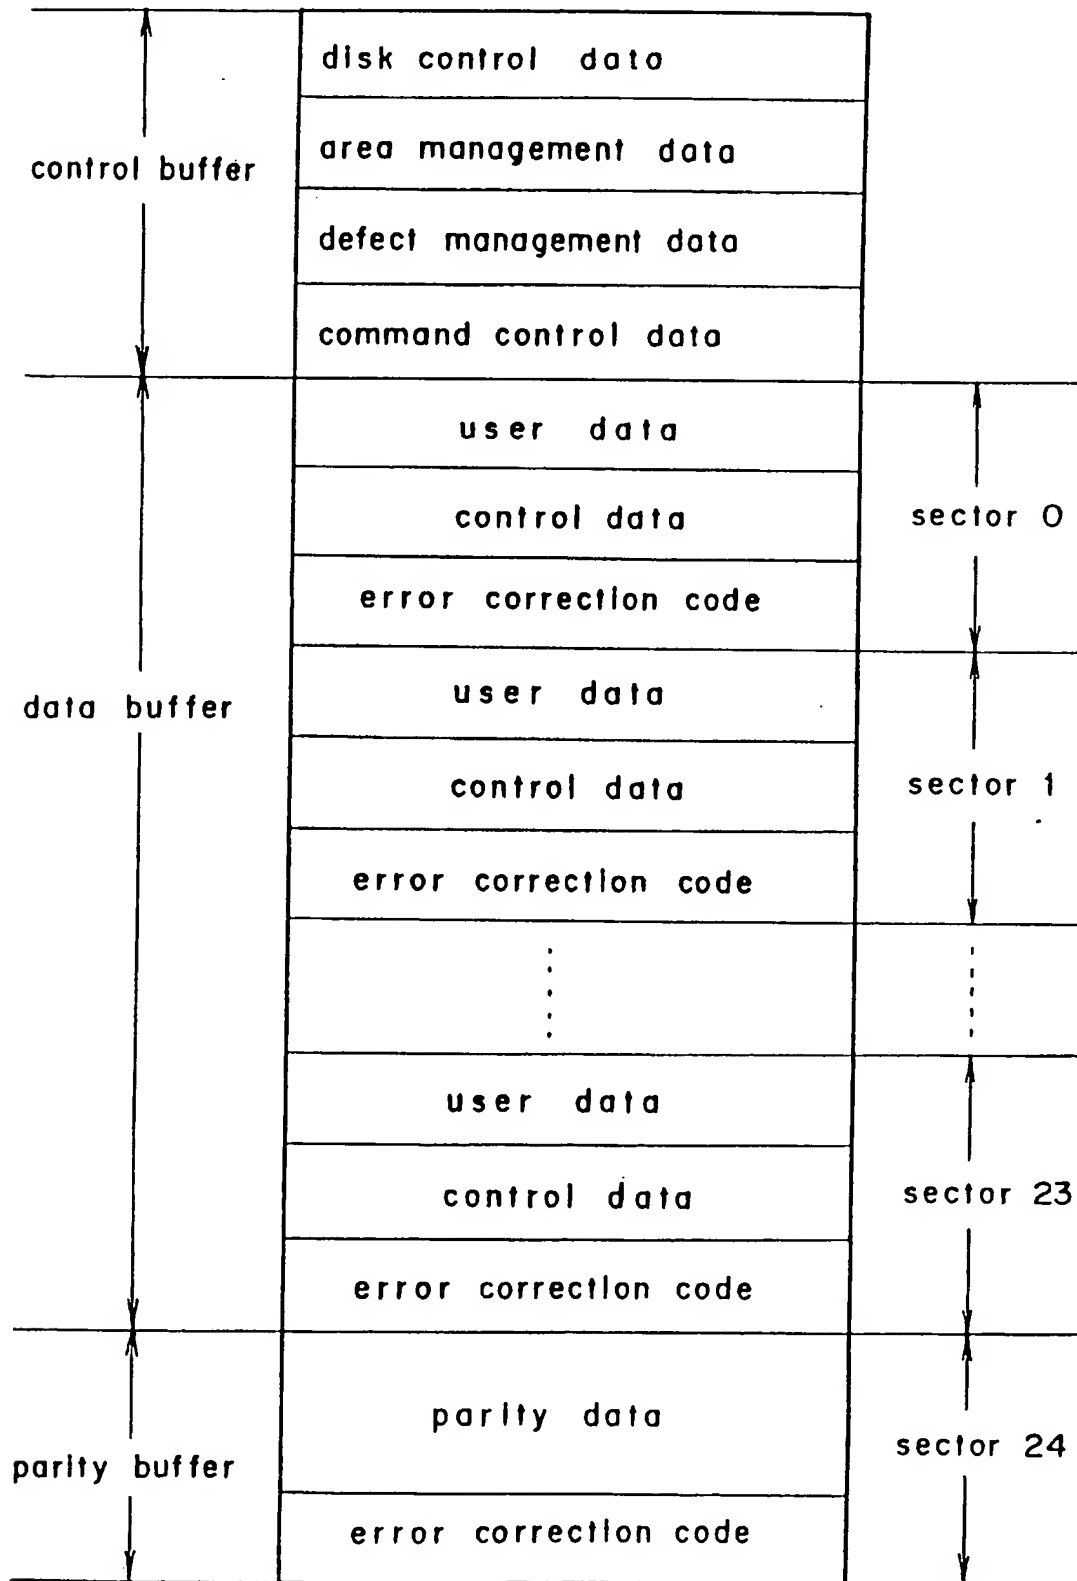 disk control data
area management data
control buffer
defect management data
command control data
user data
control data
sector 0
error correction code
user data
data buffer
control data
sector 1
error correction code
user data
control data
sector 23
error correction code
parity data
sector 24
parity buffer
error correction code